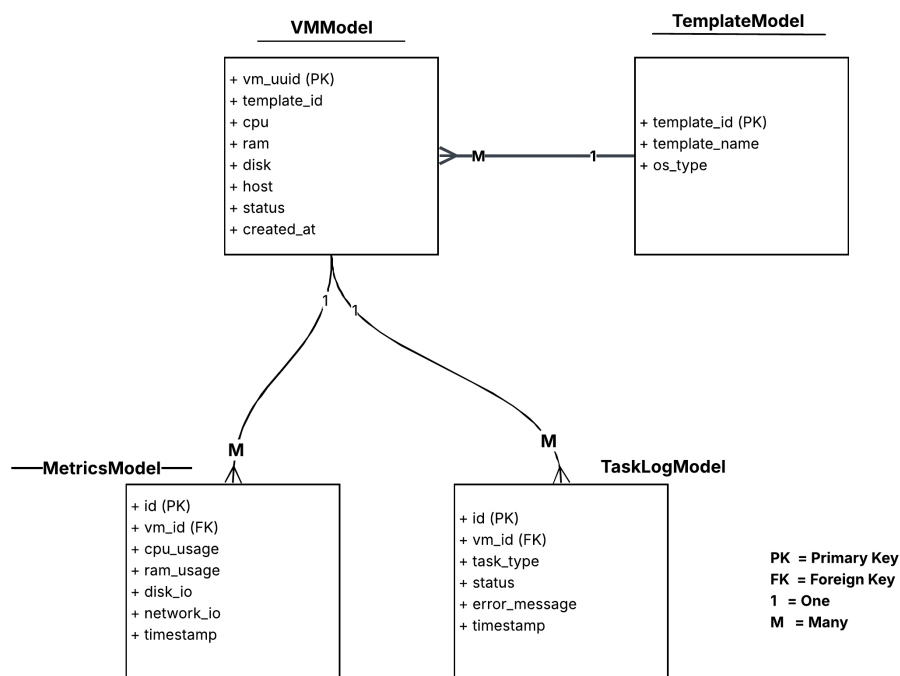 VMModel
TemplateModel
+ vm_uuid (PK)
+ template_id
+ cpu
+ ram
+ disk
+ host
+ status
+ created_at
M
1
+ template_id (PK)
+ template_name
+ os_type
1
1
M
M
MetricsModel
TaskLogModel
+ id (PK)
+ vm_id (FK)
+ cpu_usage
+ ram_usage
+ disk_io
+ network_io
+ timestamp
+ id (PK)
+ vm_id (FK)
+ task_type
+ status
+ error_message
+ timestamp
PK = Primary Key
FK = Foreign Key
1 = One
M = Many